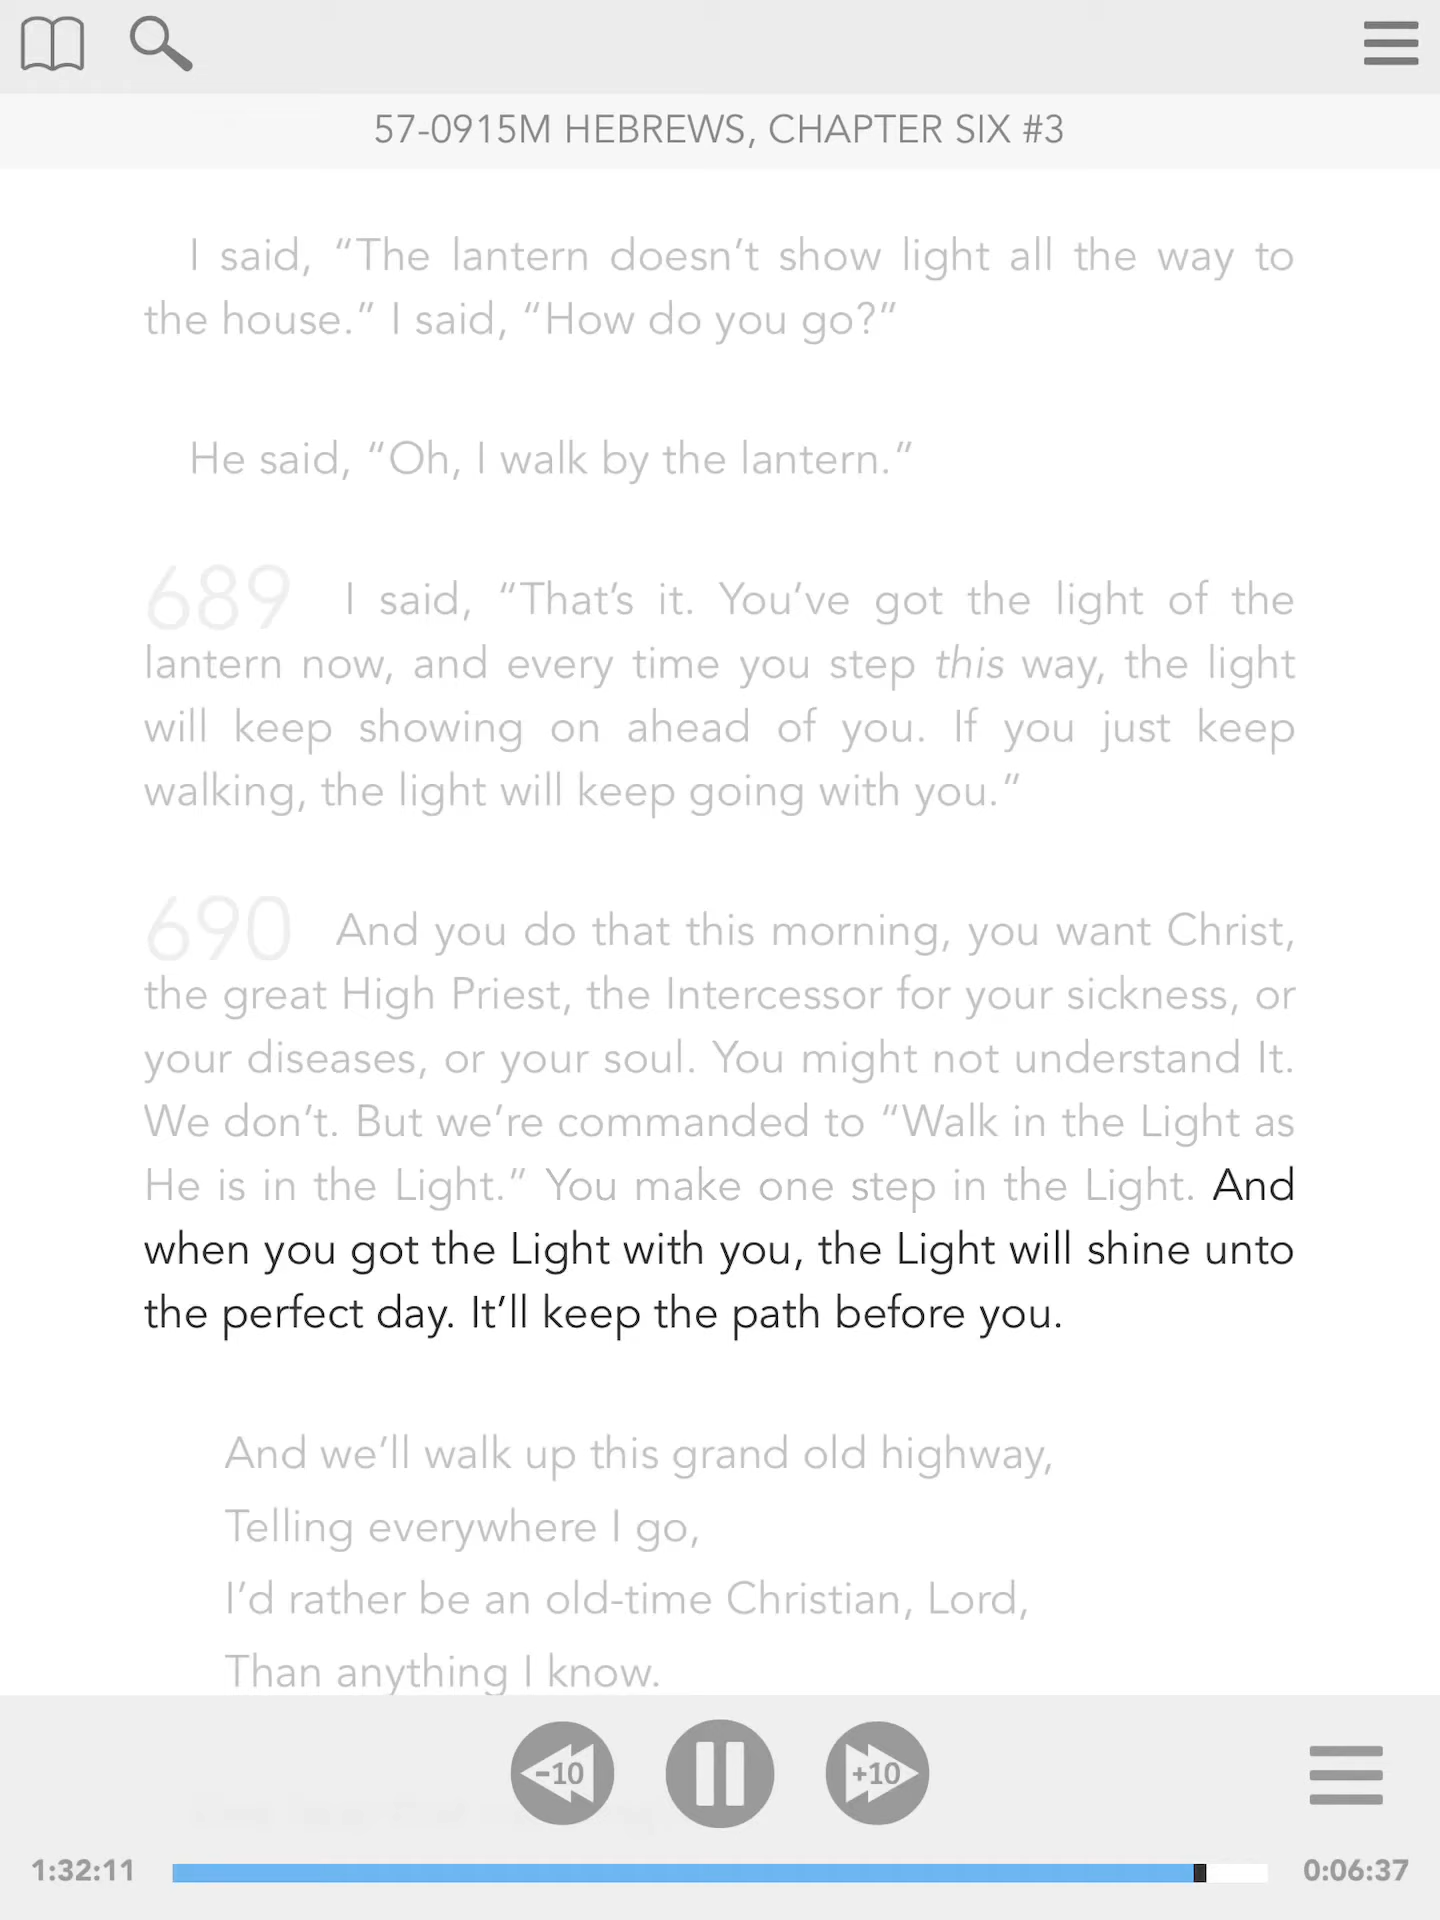 57-0915M HEBREWS, CHAPTER SIX #3
I said, “The lantern doesn’t show light all the way to
the house.” I said, “How do you go?”
He said, “Oh, I walk by the lantern.”
689 I said, “That’s it. You’ve got the light of the
lantern now, and every time you step this way, the light
will keep showing on ahead of you. If you just keep
walking, the light will keep going with you.”
690 And you do that this morning, you want Christ,
the great High Priest, the Intercessor for your sickness, or
your diseases, or your soul. You might not understand It.
We don’t. But we’re commanded to “Walk in the Light as
He is in the Light.” You make one step in the Light. And
when you got the Light with you, the Light will shine unto
the perfect day. It’ll keep the path before you.
And we’ll walk up this grand old highway,
Telling everywhere I go,
I’d rather be an old-time Christian, Lord,
Than anything I know.
-10 +10
1:32:11 0:06:37